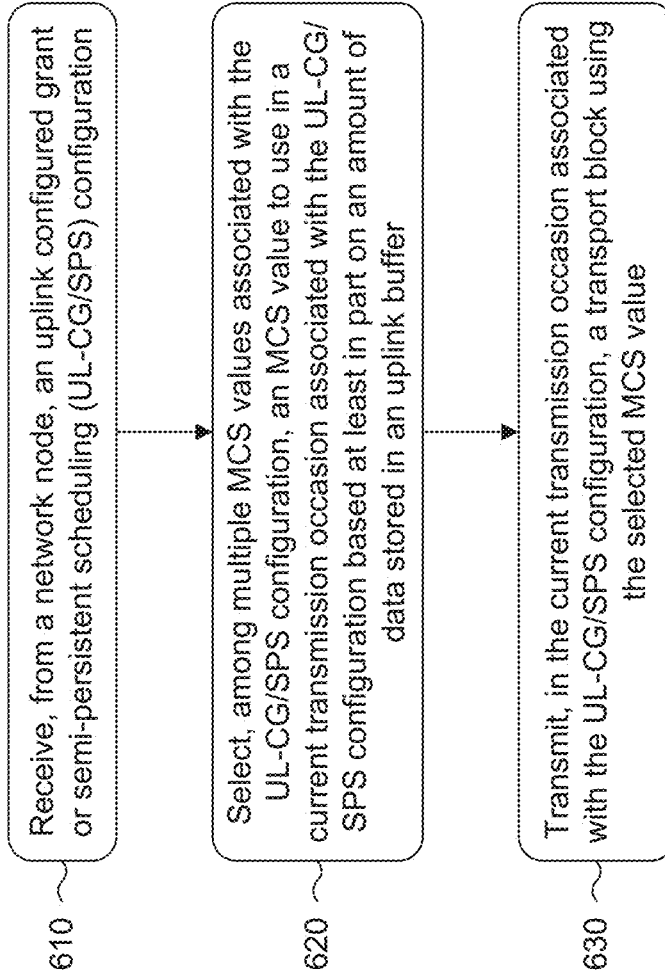 610
Receive, from a network node, an uplink configured grant
or semi-persistent scheduling (UL-CG/SPS) configuration
620
Select, among multiple MCS values associated with the
UL-CG/SPS configuration, an MCS value to use in a
current transmission occasion associated with the UL-CG/
SPS configuration based at least in part on an amount of
data stored in an uplink buffer
630
Transmit, in the current transmission occasion associated
with the UL-CG/SPS configuration, a transport block using
the selected MCS value